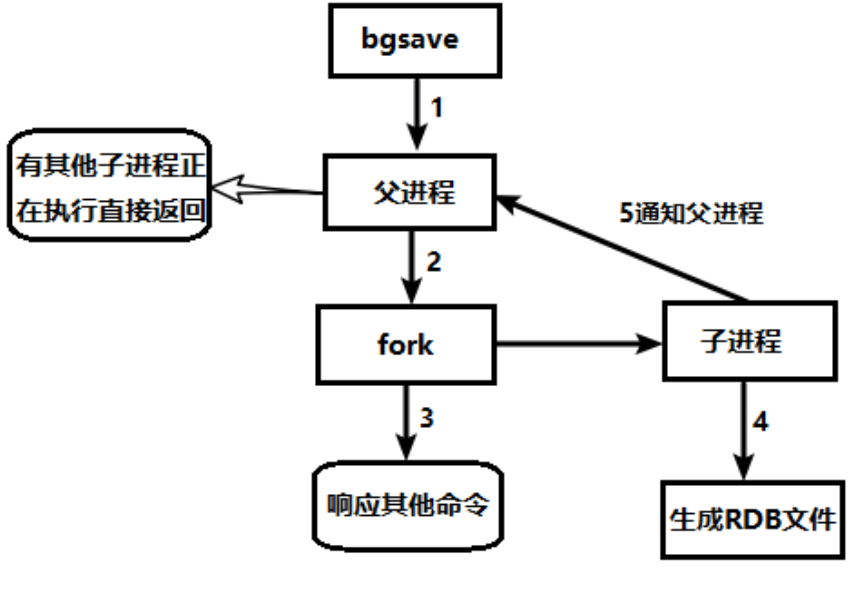 bgsave
1
有其他子进程正
在执行直接返回
父进程
5通知父进程
2
fork
子进程
3
4
响应其他命令
生成RDB文件